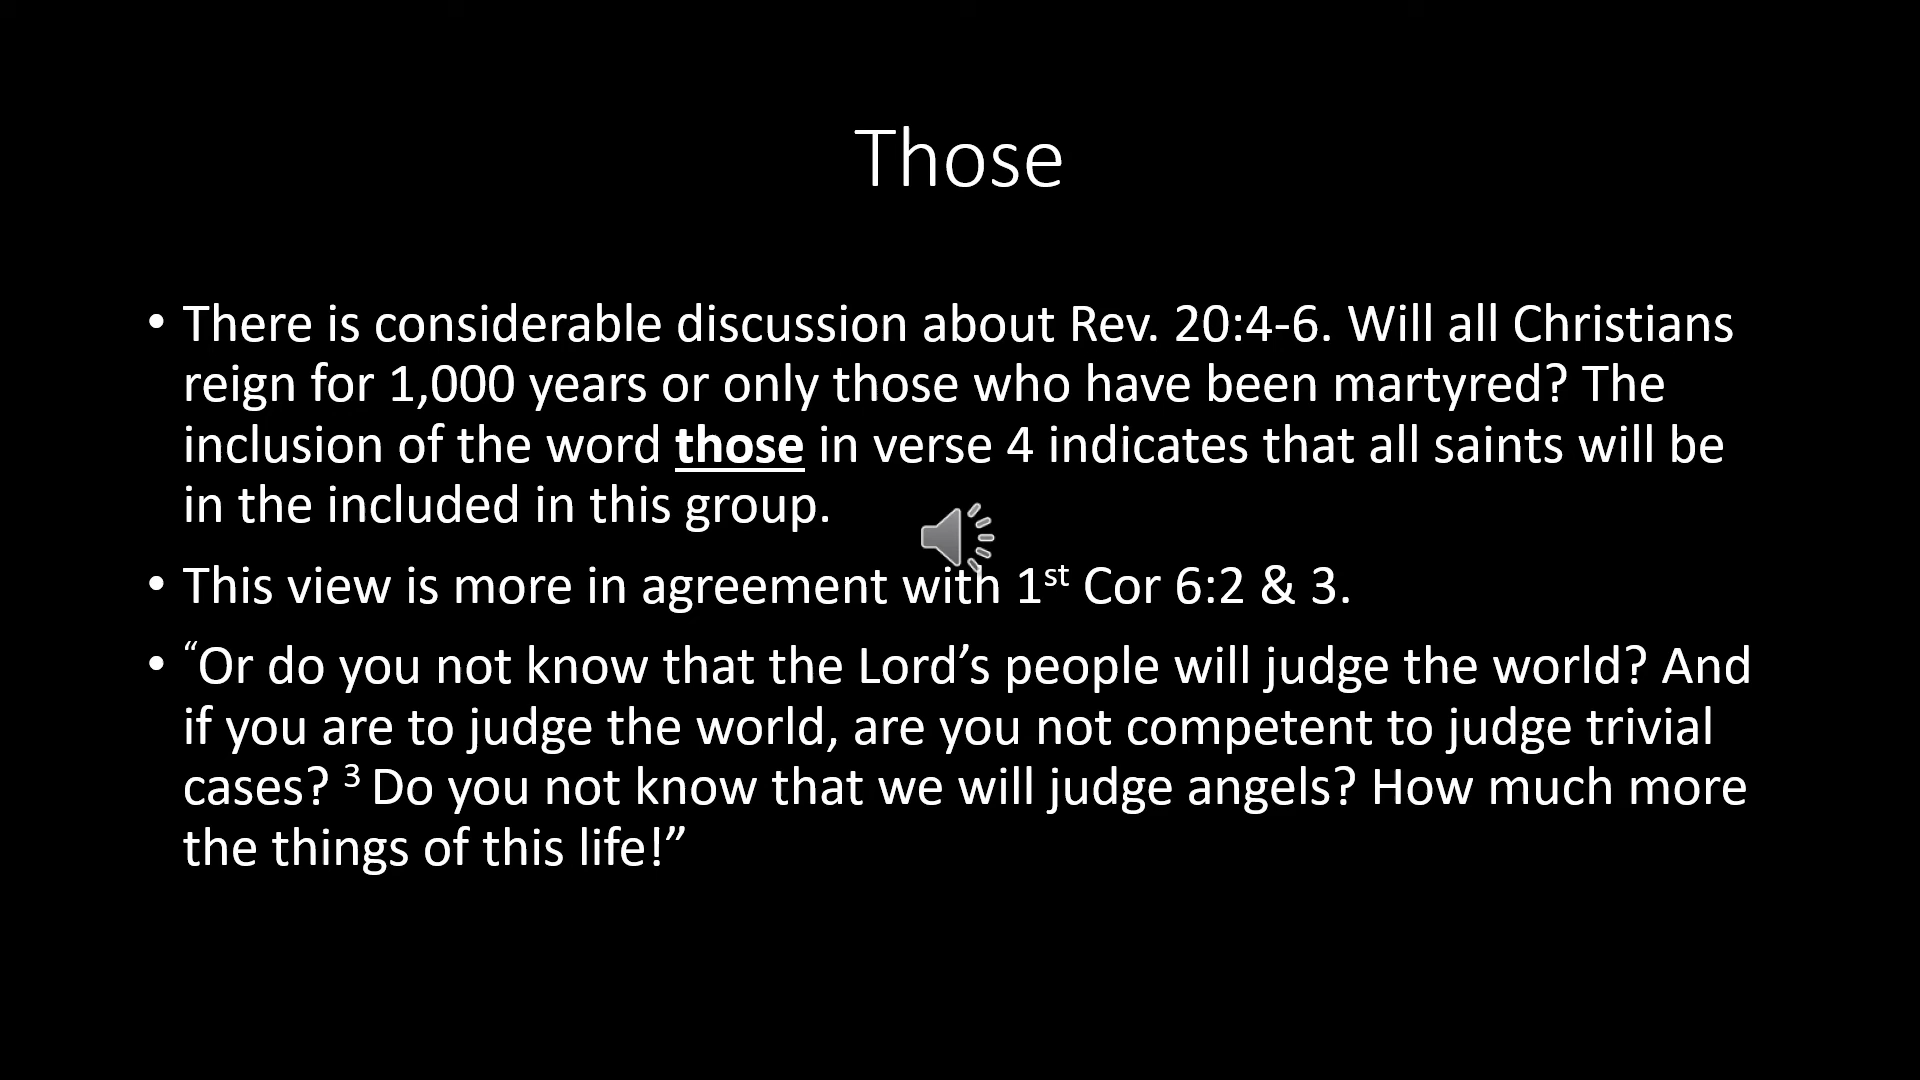 Those
• There is considerable discussion about Rev. 20:4-6. Will all Christians
reign for 1,000 years or only those who have been martyred? The
inclusion of the word those in verse 4 indicates that all saints will be
in the included in this group.
• This view is more in agreement with 1st Cor 6:2 & 3.
• “Or do you not know that the Lord’s people will judge the world? And
if you are to judge the world, are you not competent to judge trivial
cases? 3 Do you not know that we will judge angels? How much more
the things of this life!”